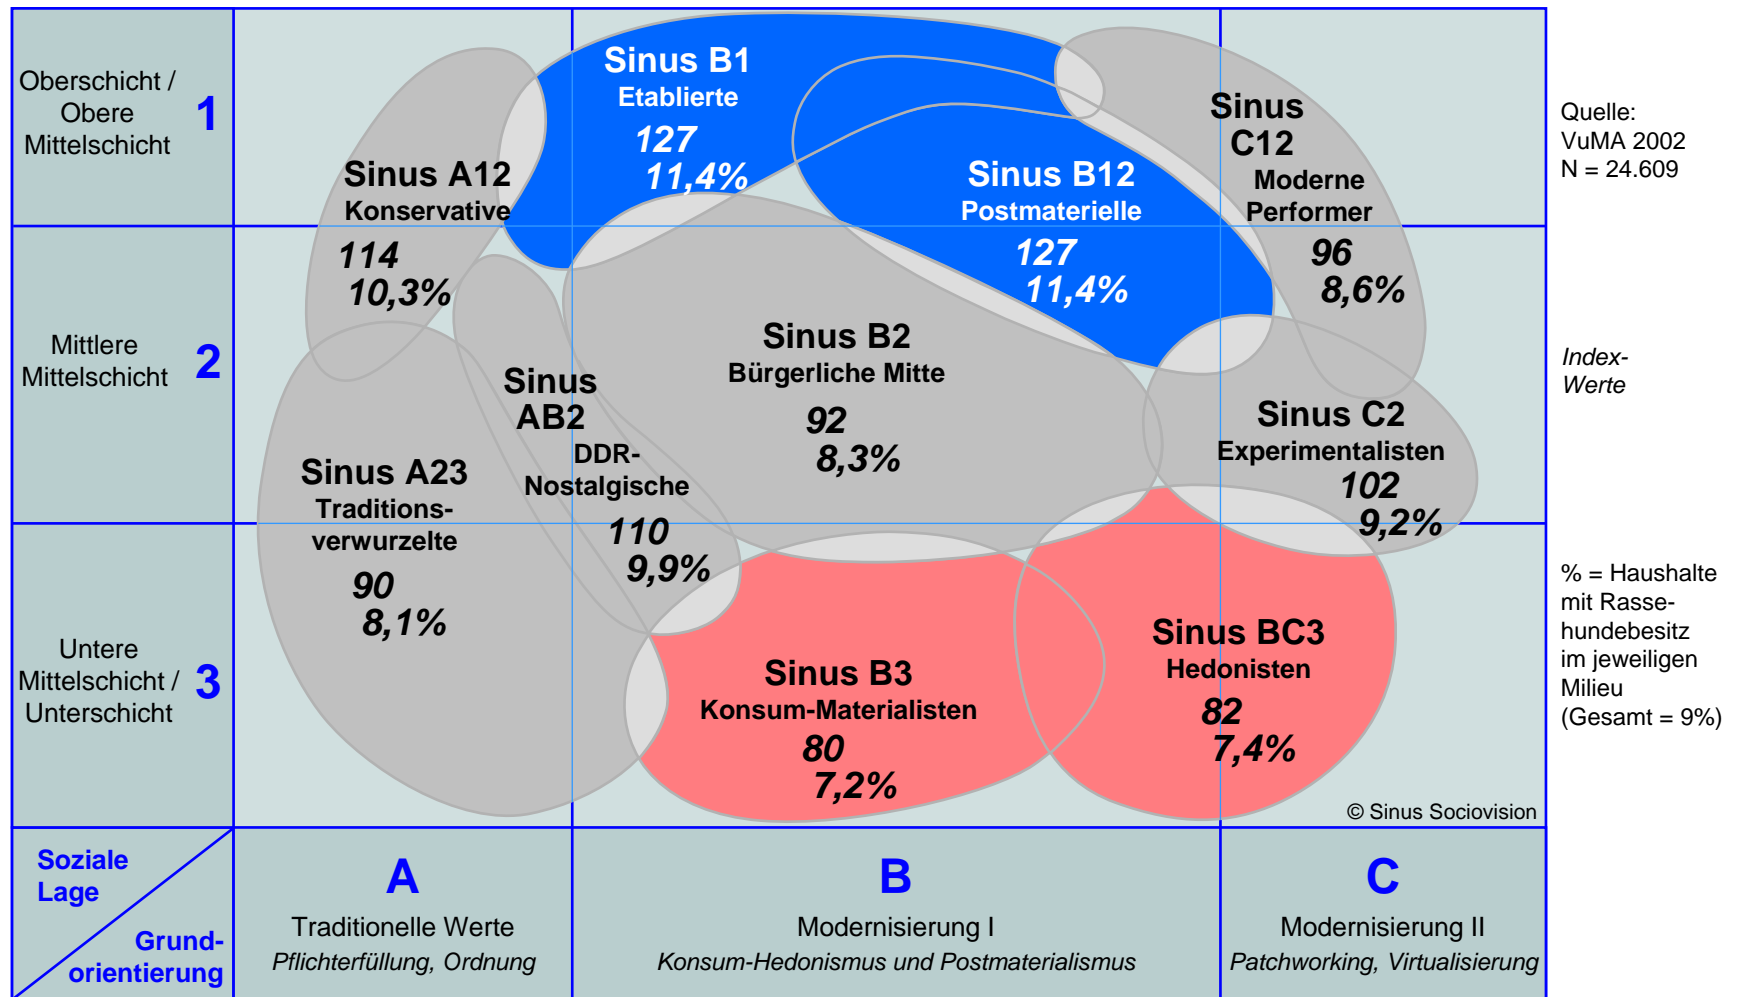 Oberschicht /
Obere
Mittelschicht
1
Sinus B1
Etablierte
127
11,4%
Sinus A12
Konservative
114
10,3%
Sinus B12
Postmaterielle
127
11,4%
Sinus
C12
Moderne
Performer
96
8,6%
Quelle:
VuMA 2002
N = 24.609
Mittlere
Mittelschicht
2
Sinus
AB2
DDR-
Nostalgische
110
9,9%
Sinus B2
Bürgerliche Mitte
92
8,3%
Sinus C2
Experimentalisten
102
9,2%
Index-
Werte
Sinus A23
Traditions-
verwurzelte
90
8,1%
Untere
Mittelschicht /
Unterschicht
3
Sinus B3
Konsum-Materialisten
80
7,2%
Sinus BC3
Hedonisten
82
7,4%
% = Haushalte
mit Rasse-
hundebesitz
im jeweiligen
Milieu
(Gesamt = 9%)
© Sinus Sociovision
Soziale
Lage
Grund-
orientierung
A
Traditionelle Werte
Pflichterfüllung, Ordnung
B
Modernisierung I
Konsum-Hedonismus und Postmaterialismus
C
Modernisierung II
Patchworking, Virtualisierung